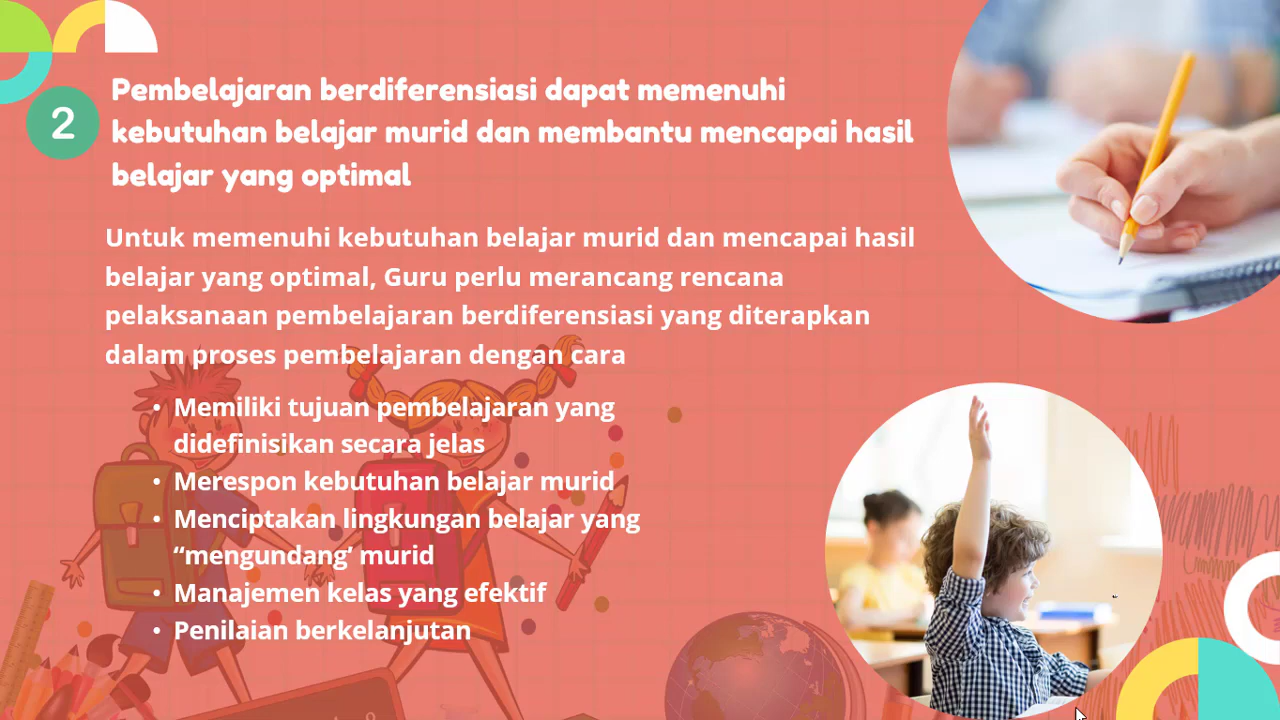 2
Pembelajaran berdiferensiasi dapat memenuhi
kebutuhan belajar murid dan membantu mencapai hasil
belajar yang optimal
Untuk memenuhi kebutuhan belajar murid dan mencapai hasil
belajar yang optimal, Guru perlu merancang rencana
pelaksanaan pembelajaran berdiferensiasi yang diterapkan
dalam proses pembelajaran dengan cara
• Memiliki tujuan pembelajaran yang
didefinisikan secara jelas
• Merespon kebutuhan belajar murid
• Menciptakan lingkungan belajar yang
“mengundang’ murid
• Manajemen kelas yang efektif
• Penilaian berkelanjutan